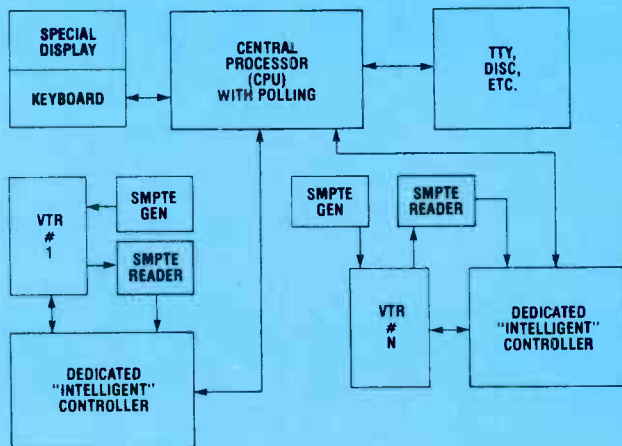 SPECIAL
DISPLAY
KEYBOARD
CENTRAL
PROCESSOR
(CPU)
WITH POLLING
TTY,
DISC,
ETC.
VTR
#
1
SMPTE
GEN
SMPTE
READER
DEDICATED
"INTELLIGENT"
CONTROLLER
SMPTE
GEN
SMPTE
READER
VTR
#
N
DEDICATED
"INTELLIGENT"
CONTROLLER